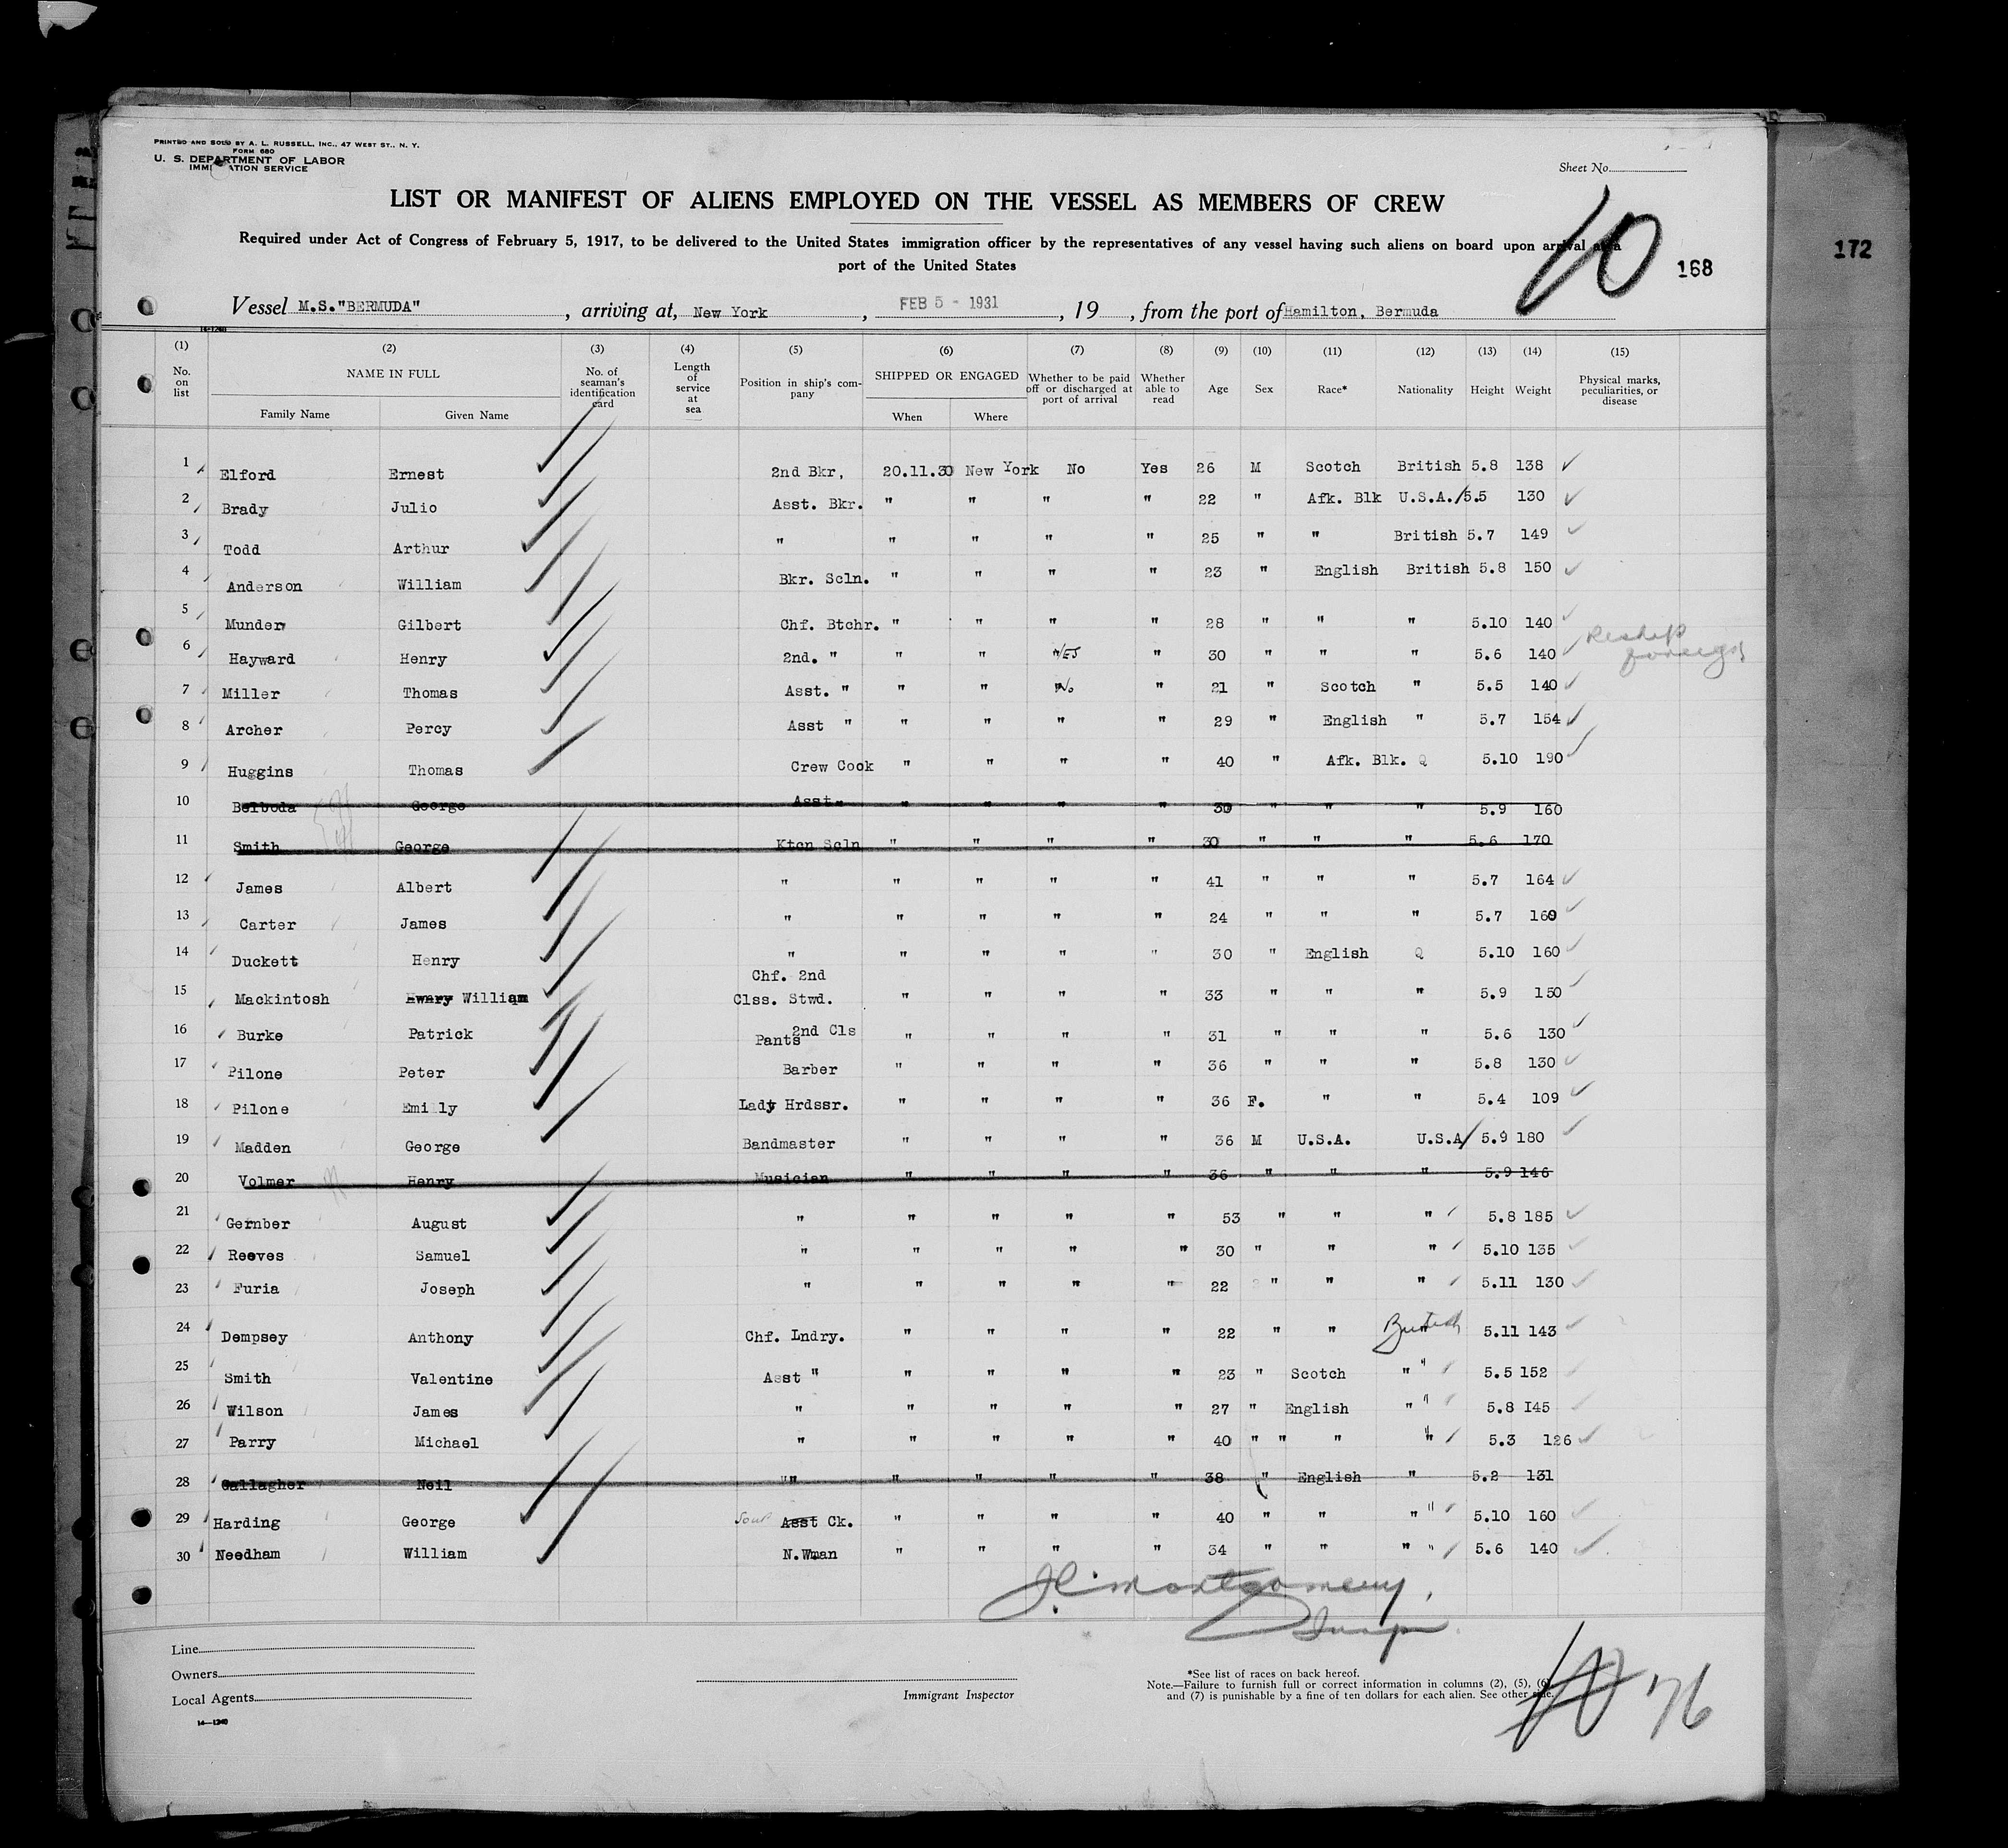 PRINTED AND SOLD BY A. L. RUSSELL, INC., 47 WEST ST., N. Y.
FORM 680
U. S. DEPARTMENT OF LABOR
IMMIGRATION SERVICE
Sheet No.
LIST OR MANIFEST OF ALIENS EMPLOYED ON THE VESSEL AS MEMBERS OF CREW
Required under Act of Congress of February 5, 1917, to be delivered to the United States immigration officer by the representatives of any vessel having such aliens on board upon arrival at a
port of the United States
10
168
172
Vessel M.S."BERMUDA" , arriving at, New York , FEB 5 - 1931 , 19 , from the port of Hamilton, Bermuda
14-1240
(1) (2) (3) (4) (5) (6) (7) (8) (9) (10) (11) (12) (13) (14) (15)
No. on list NAME IN FULL Family Name Given Name No. of seaman's identification card Length of service at sea Position in ship's company SHIPPED OR ENGAGED When Where Whether to be paid off or discharged at port of arrival Whether able to read Age Sex Race* Nationality Height Weight Physical marks, peculiarities, or disease
1 Elford Ernest 2nd Bkr, 20.11.30 New York No Yes 26 M Scotch British 5.8 138
2 Brady Julio Asst. Bkr. " " " " 22 " Afk. Blk U.S.A. 5.5 130
3 Todd Arthur " " " " " 25 " " British 5.7 149
4 Anderson William Bkr. Scln. " " " " 23 " English British 5.8 150
5 Munder Gilbert Chf. Btchr. " " " " 28 " " " 5.10 140
6 Hayward Henry 2nd. " " " YES " 30 " " " 5.6 140 Reship foreign
7 Miller Thomas Asst. " " " No " 21 " Scotch " 5.5 140
8 Archer Percy Asst " " " " " 29 " English " 5.7 154
9 Huggins Thomas Crew Cook " " " " 40 " Afk. Blk. Q 5.10 190
10 Belboda George Asst " " " " " 30 " " " 5.9 160
11 Smith George Ktcn Scln " " " " 30 " " " 5.6 170
12 James Albert " " " " " 41 " " " 5.7 164
13 Carter James " " " " " 24 " " " 5.7 160
14 Duckett Henry " " " " " 30 " English Q 5.10 160
15 Mackintosh William Chf. 2nd Clss. Stwd. " " " " 33 " " " 5.9 150
16 Burke Patrick 2nd Cls Pants " " " " 31 " " " 5.6 130
17 Pilone Peter Barber " " " " 36 " " " 5.8 130
18 Pilone Emilly Lady Hrdssr. " " " " 36 F. " " 5.4 109
19 Madden George Bandmaster " " " " 36 M U.S.A. U.S.A 5.9 180
20 Volmer Henry Musician " " " " 36 " " " 5.9 146
21 Gernber August " " " " " 53 " " " 5.8 185
22 Reeves Samuel " " " " " 30 " " " 5.10 135
23 Furia Joseph " " " " " 22 " " " 5.11 130
24 Dempsey Anthony Chf. Lndry. " " " " 22 " " " British 5.11 143
25 Smith Valentine Asst " " " " " 23 " Scotch " " 5.5 152
26 Wilson James " " " " " 27 " English " " 5.8 I45
27 Parry Michael " " " " " 40 " " " " 5.3 126
28 Gallagher Neil " " " " " 38 " English " 5.2 131
29 Harding George Soup Asst Ck. " " " " 40 " " " " 5.10 160
30 Needham William N.Wman " " " " 34 " " " " 5.6 140
Montgomery,
Line
Owners
Local Agents
14-1240
Immigrant Inspector
*See list of races on back hereof.
Note.—Failure to furnish full or correct information in columns (2), (5), (6),
and (7) is punishable by a fine of ten dollars for each alien. See other side.
10 76